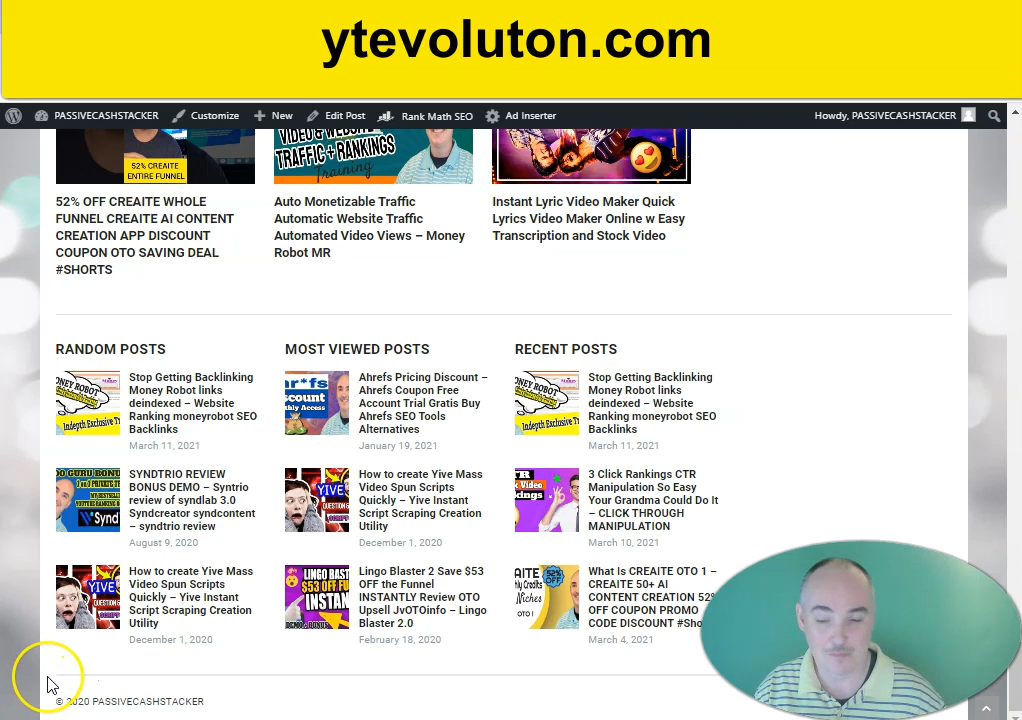 ytevoluton.com
PASSIVECASHSTACKER Customize New Edit Post Rank Math SEO Ad Inserter Howdy, PASSIVECASHSTACKER
52% CREAITE
ENTIRE FUNNEL
VIDEO & WEBSITE
TRAFFIC + RANKINGS
Training
52% OFF CREAITE WHOLE
FUNNEL CREAITE AI CONTENT
CREATION APP DISCOUNT
COUPON OTO SAVING DEAL
#SHORTS
Auto Monetizable Traffic
Automatic Website Traffic
Automated Video Views – Money
Robot MR
Instant Lyric Video Maker Quick
Lyrics Video Maker Online w Easy
Transcription and Stock Video
RANDOM POSTS
Stop Getting Backlinking
Money Robot links
deindexed – Website
Ranking moneyrobot SEO
Backlinks
March 11, 2021
SYNDTRIO REVIEW
BONUS DEMO – Syntrio
review of syndlab 3.0
Syndcreator syndcontent
– syndtrio review
August 9, 2020
How to create Yive Mass
Video Spun Scripts
Quickly – Yive Instant
Script Scraping Creation
Utility
December 1, 2020
MOST VIEWED POSTS
Ahrefs Pricing Discount –
Ahrefs Coupon Free
Account Trial Gratis Buy
Ahrefs SEO Tools
Alternatives
January 19, 2021
How to create Yive Mass
Video Spun Scripts
Quickly – Yive Instant
Script Scraping Creation
Utility
December 1, 2020
Lingo Blaster 2 Save $53
OFF the Funnel
INSTANTLY Review OTO
Upsell JvOTOinfo – Lingo
Blaster 2.0
February 18, 2020
RECENT POSTS
Stop Getting Backlinking
Money Robot links
deindexed – Website
Ranking moneyrobot SEO
Backlinks
March 11, 2021
3 Click Rankings CTR
Manipulation So Easy
Your Grandma Could Do It
– CLICK THROUGH
MANIPULATION
March 10, 2021
What Is CREAITE OTO 1 –
CREAITE 50+ AI
CONTENT CREATION 52%
OFF COUPON PROMO
CODE DISCOUNT #Sho
March 4, 2021
© 2020 PASSIVECASHSTACKER